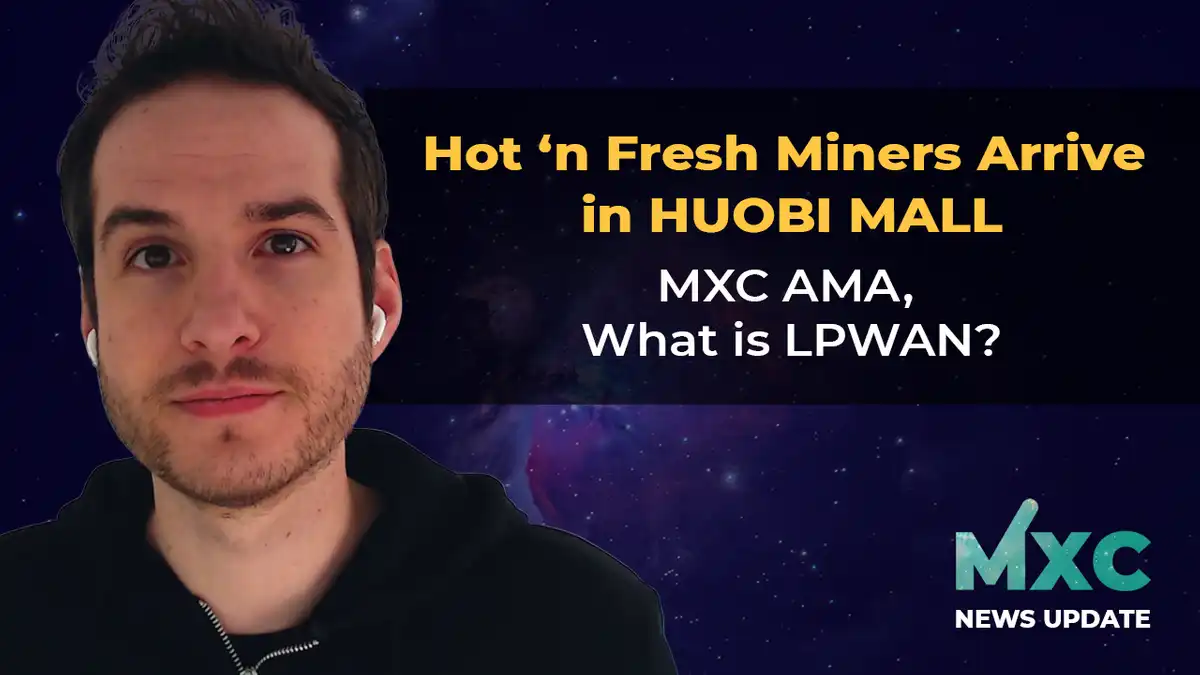 Hot ‘n Fresh Miners Arrive
in HUOBI MALL
MXC AMA,
What is LPWAN?
MXC
NEWS UPDATE